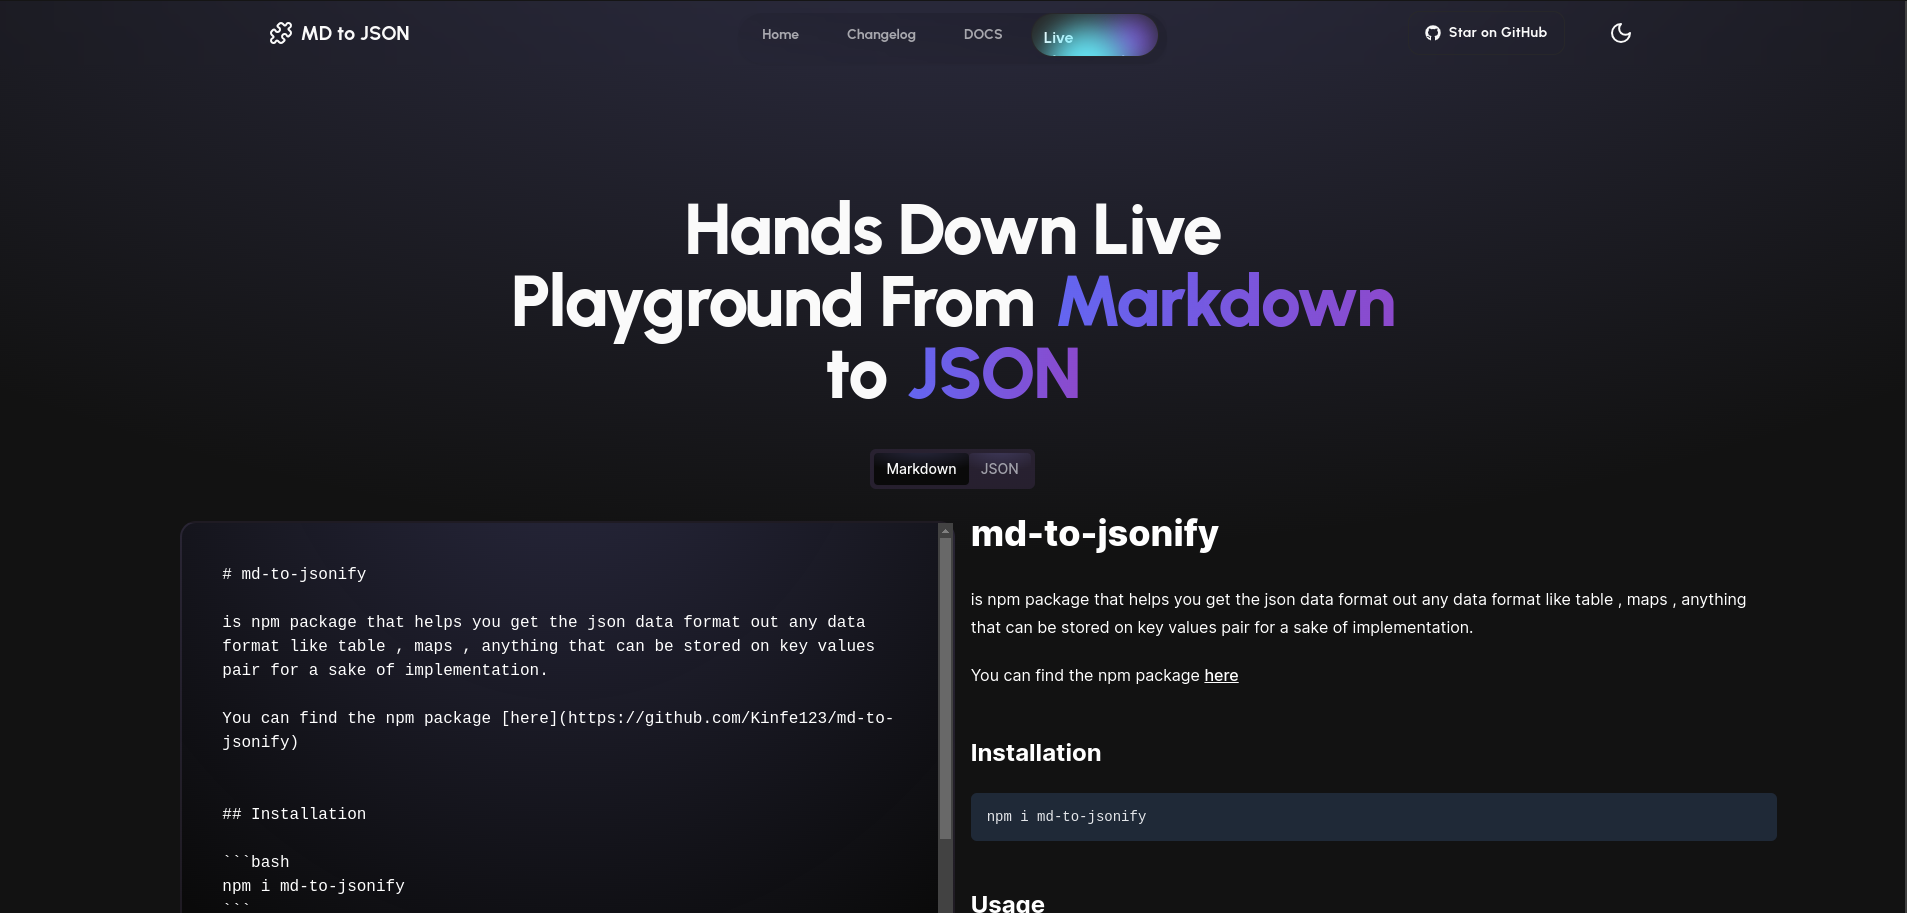 MD to JSON
Home
Changelog
DOCS
Live
Star on GitHub
Hands Down Live
Playground From Markdown
to JSON
Markdown
JSON
# md-to-jsonify
is npm package that helps you get the json data format out any data
format like table , maps , anything that can be stored on key values
pair for a sake of implementation.
You can find the npm package [here](https://github.com/Kinfe123/md-to-
jsonify)
## Installation
```bash
npm i md-to-jsonify
```
md-to-jsonify
is npm package that helps you get the json data format out any data format like table , maps , anything
that can be stored on key values pair for a sake of implementation.
You can find the npm package here
Installation
npm i md-to-jsonify
Usage